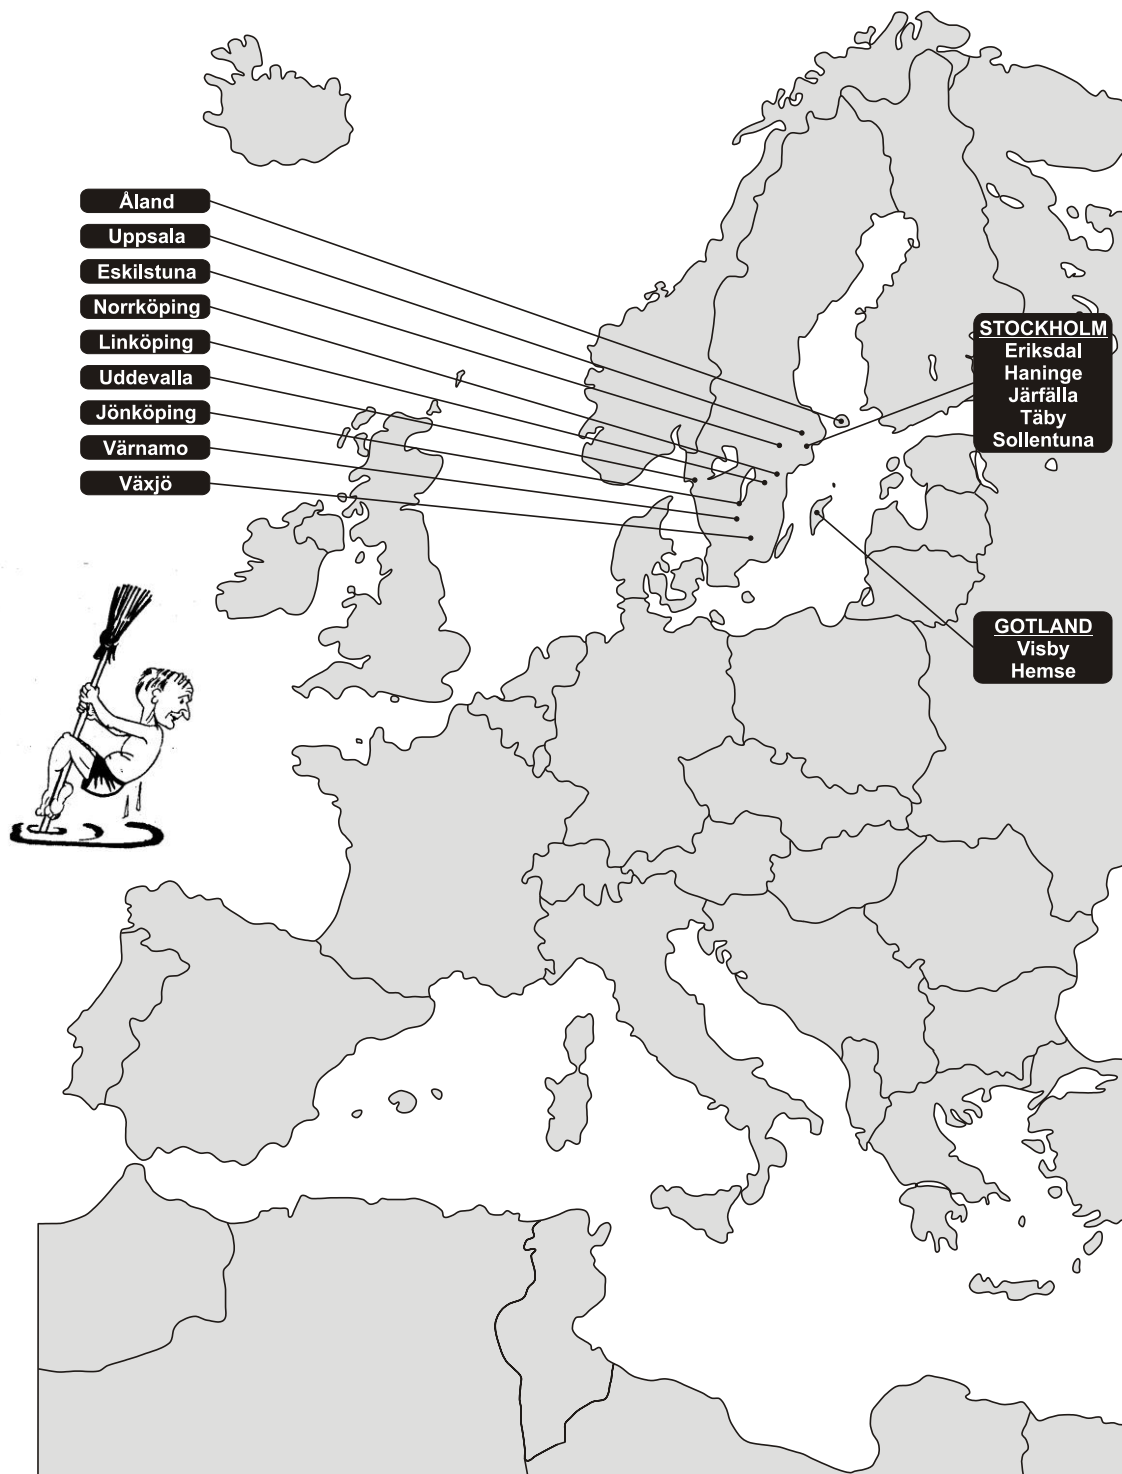 Åland
Uppsala
Eskilstuna
Norrköping
Linköping
Uddevalla
Jönköping
Värnamo
Växjö
STOCKHOLM
Eriksdal
Haninge
Järfälla
Täby
Sollentuna
GOTLAND
Visby
Hemse